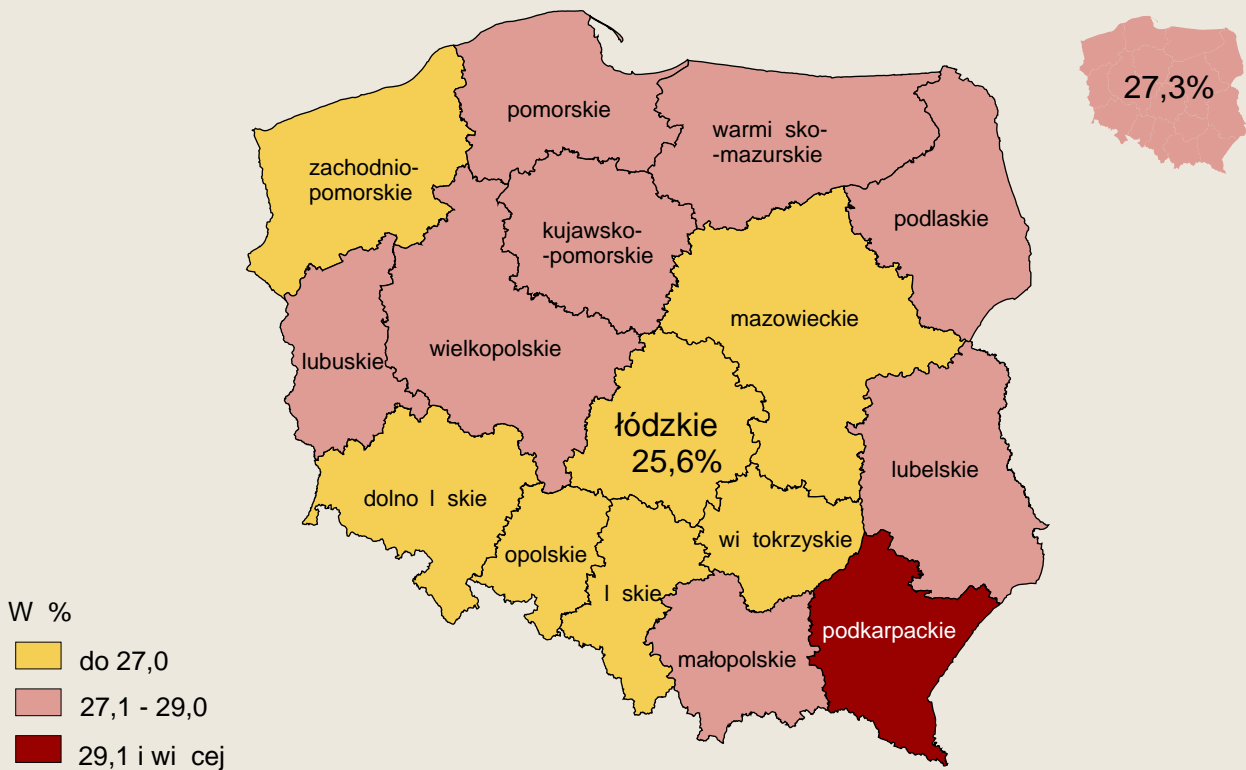 27,3%
pomorskie
warmi sko-
-mazurskie
zachodnio-
pomorskie
podlaskie
kujawsko-
-pomorskie
mazowieckie
lubuskie
wielkopolskie
łódzkie
25,6%
lubelskie
dolno l skie
wi tokrzyskie
opolskie
l skie
podkarpackie
małopolskie
W %
do 27,0
27,1 - 29,0
29,1 i wi cej